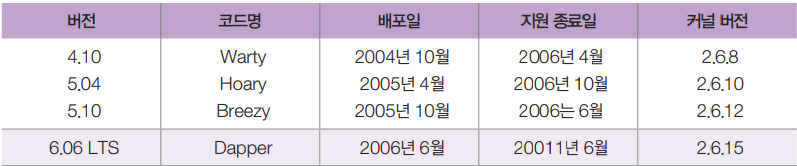 버전 코드명 배포일 지원 종료일 커널 버전
4.10 Warty 2004년 10월 2006년 4월 2.6.8
5.04 Hoary 2005년 4월 2006년 10월 2.6.10
5.10 Breezy 2005년 10월 2006는 6월 2.6.12
6.06 LTS Dapper 2006년 6월 20011년 6월 2.6.15